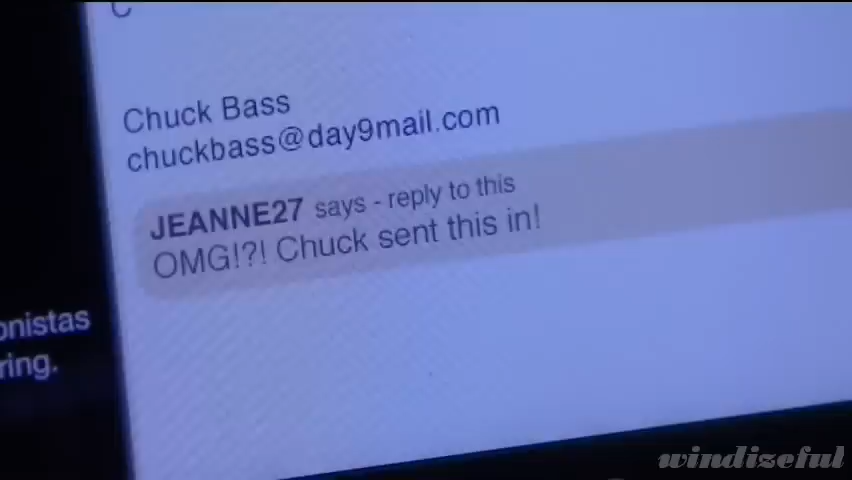 Chuck Bass
chuckbass@day9mail.com
JEANNE27 says - reply to this
OMG!?! Chuck sent this in!
onistas
ring.
windizeful